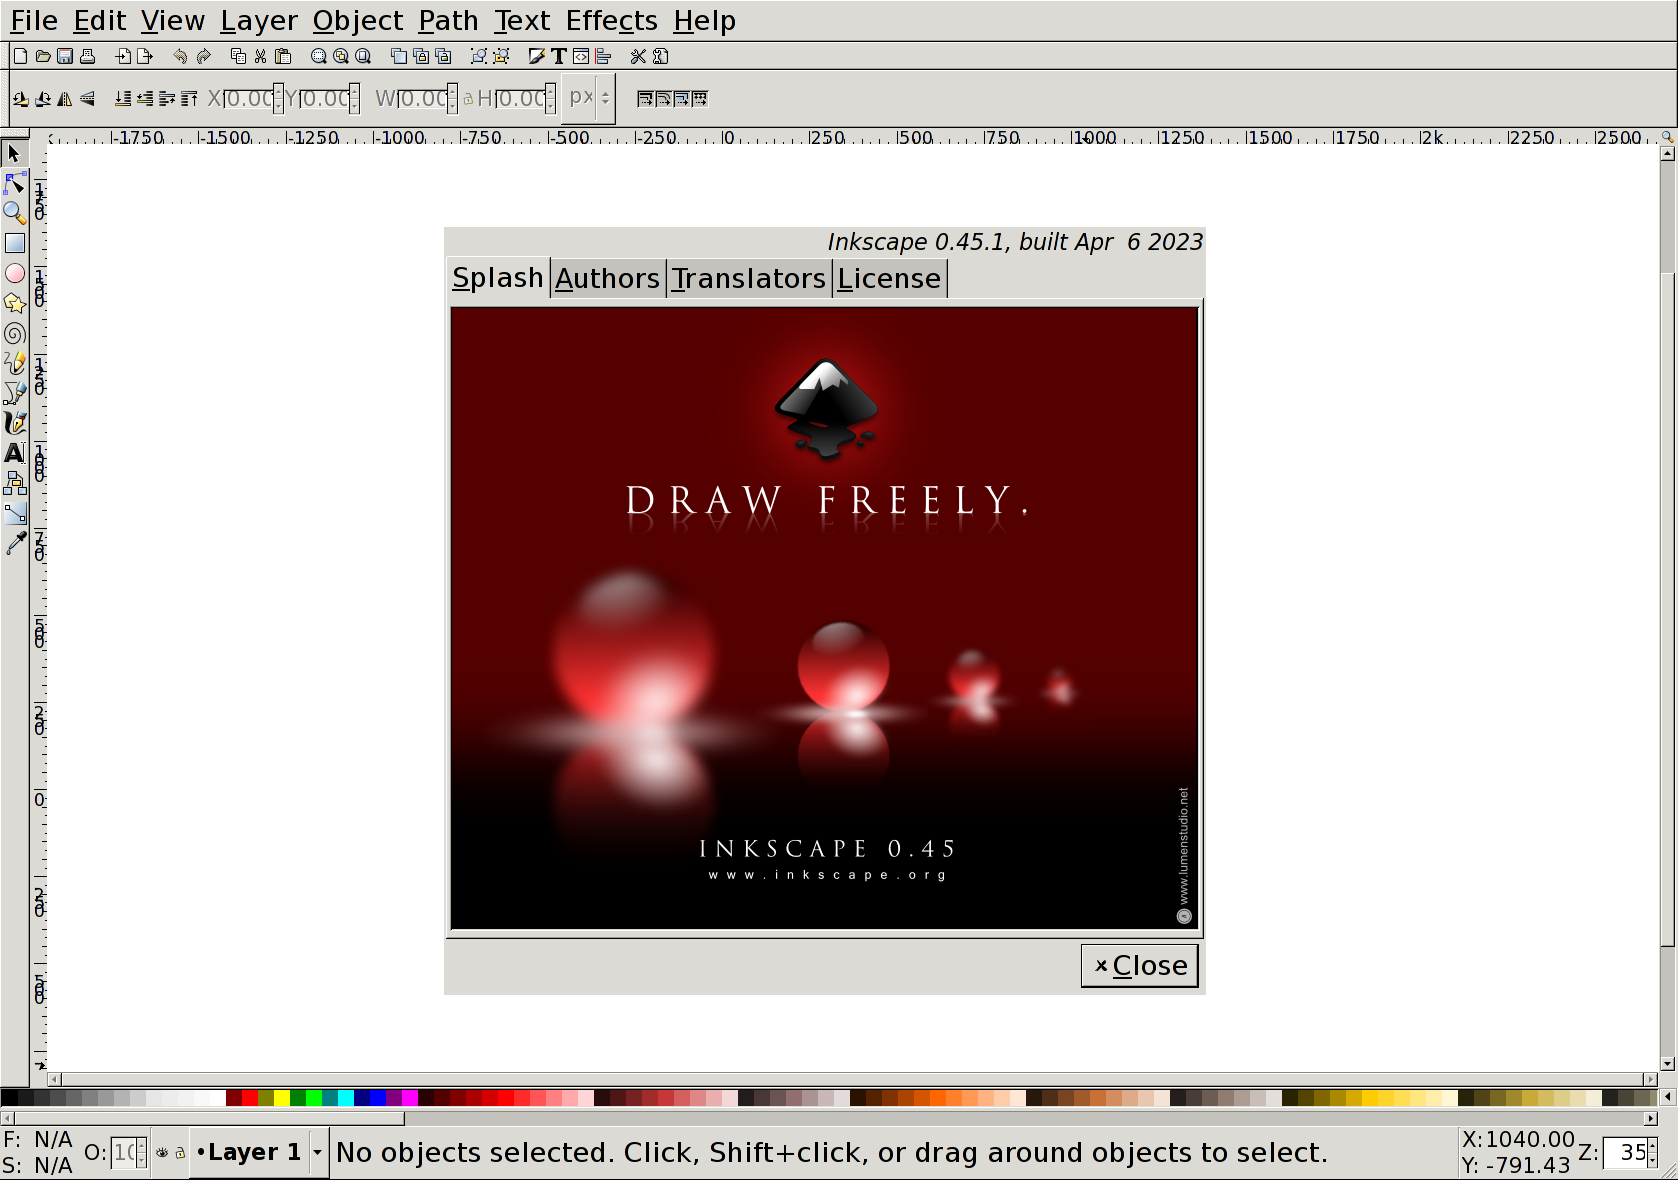 File Edit View Layer Object Path Text Effects Help
X 0.00 Y 0.00 W 0.00 H 0.00 px
-1750 -1500 -1250 -1000 -750 -500 -250 0 250 500 750 1000 1250 1500 1750 2k 2250 2500
Inkscape 0.45.1, built Apr 6 2023
Splash Authors Translators License
DRAW FREELY.
INKSCAPE 0.45
www.inkscape.org
www.lumenstudio.net
Close
F: N/A
S: N/A
O:
•Layer 1
No objects selected. Click, Shift+click, or drag around objects to select.
X:1040.00
Y: -791.43
Z: 35